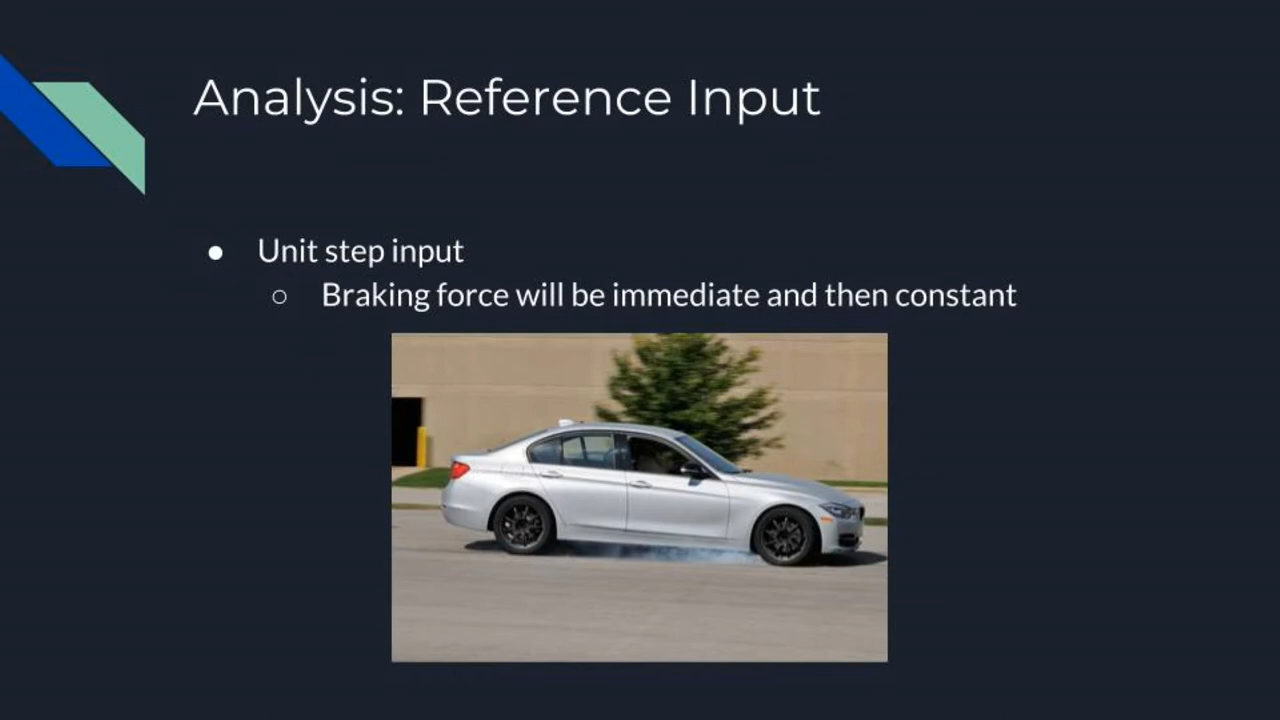 Analysis: Reference Input
● Unit step input
○ Braking force will be immediate and then constant